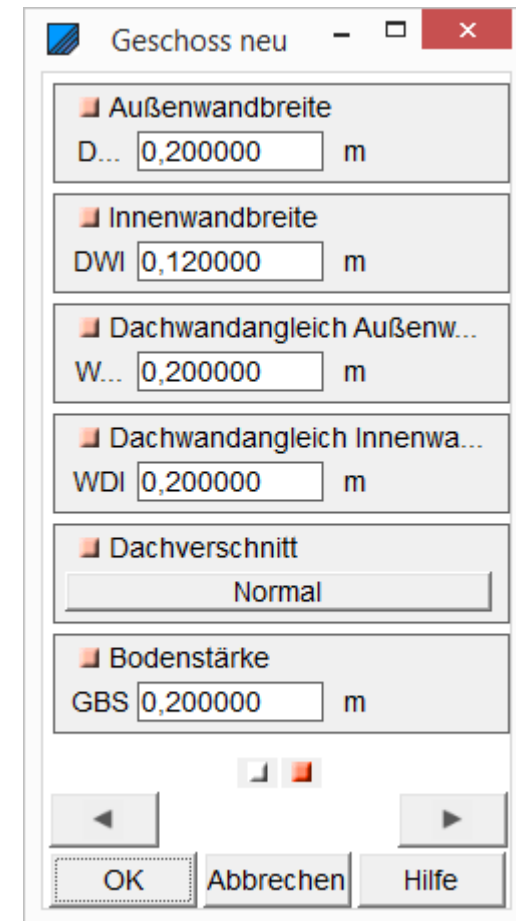 Geschoss neu
Außenwandbreite
D... 0,200000 m
Innenwandbreite
DWI 0,120000 m
Dachwandangleich Außenw...
W... 0,200000 m
Dachwandangleich Innenwa...
WDI 0,200000 m
Dachverschnitt
Normal
Bodenstärke
GBS 0,200000 m
OK Abbrechen Hilfe